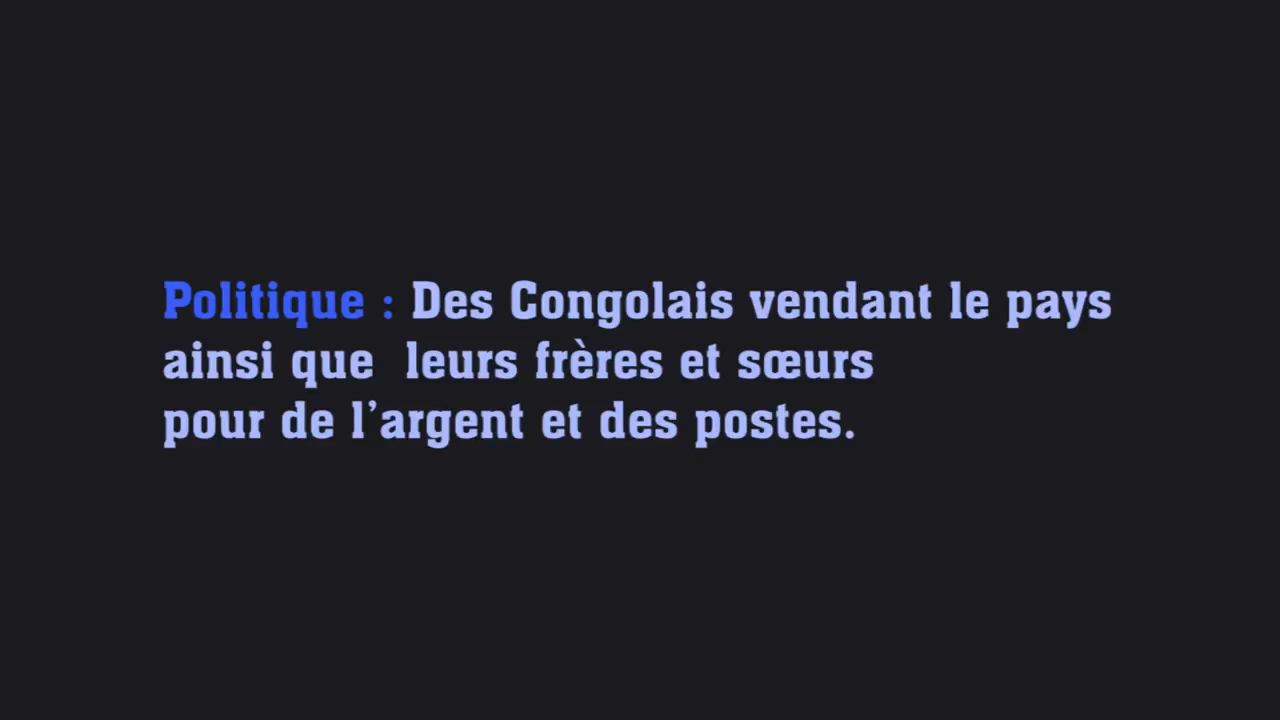 Politique : Des Congolais vendant le pays
ainsi que  leurs frères et sœurs
pour de l’argent et des postes.